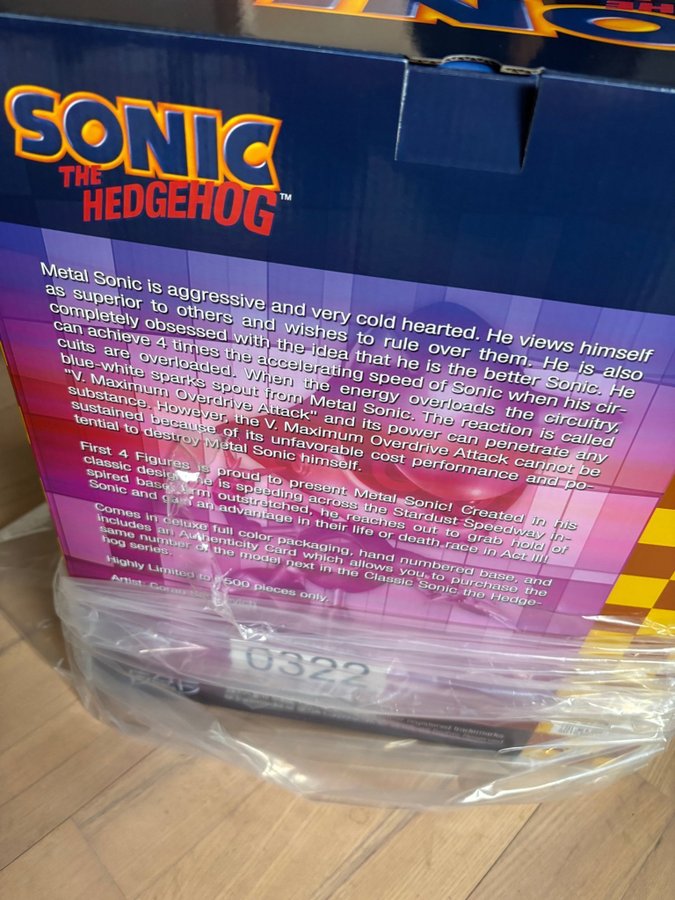 SONIC
THE
HEDGEHOG™
Metal Sonic is aggressive and very cold hearted. He views himself
as superior to others and wishes to rule over them. He is also
completely obsessed with the idea that he is the better Sonic. He
can achieve 4 times the accelerating speed of Sonic when his cir-
cuits are overloaded. When the energy overloads the circuitry,
blue-white sparks spout from Metal Sonic. The reaction is called
"V. Maximum Overdrive Attack" and its power can penetrate any
substance. However, the V. Maximum Overdrive Attack cannot be
sustained because of its unfavorable cost performance and po-
tential to destroy Metal Sonic himself.
First 4 Figures is proud to present Metal Sonic! Created in his
classic design, he is speeding across the Stardust Speedway in-
spired base, arm outstretched, he reaches out to grab hold of
Sonic and gain an advantage in their life or death race in Act III!
Comes in deluxe full color packaging, hand numbered base, and
includes an Authenticity Card which allows you to purchase the
same number of the model next in the Classic Sonic the Hedge-
hog series.
Highly Limited to 1500 pieces only.
Artist: Goran
0322
registered trademarks